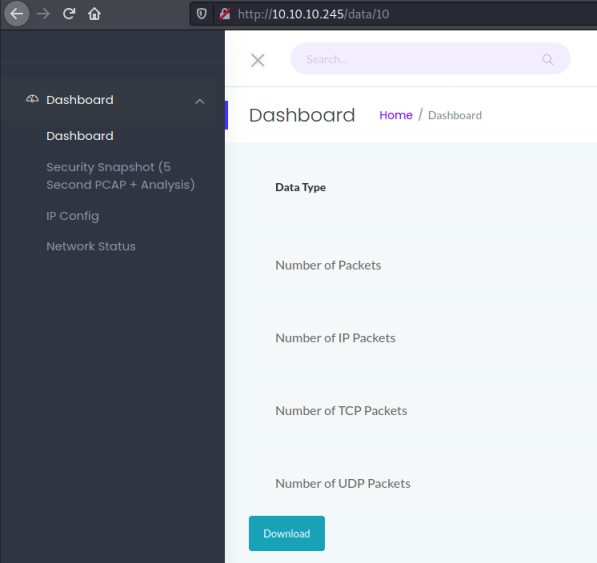 http://10.10.10.245/data/10
Search...
Dashboard
Dashboard
Security Snapshot (5
Second PCAP + Analysis)
IP Config
Network Status
Dashboard
Home / Dashboard
Data Type
Number of Packets
Number of IP Packets
Number of TCP Packets
Number of UDP Packets
Download